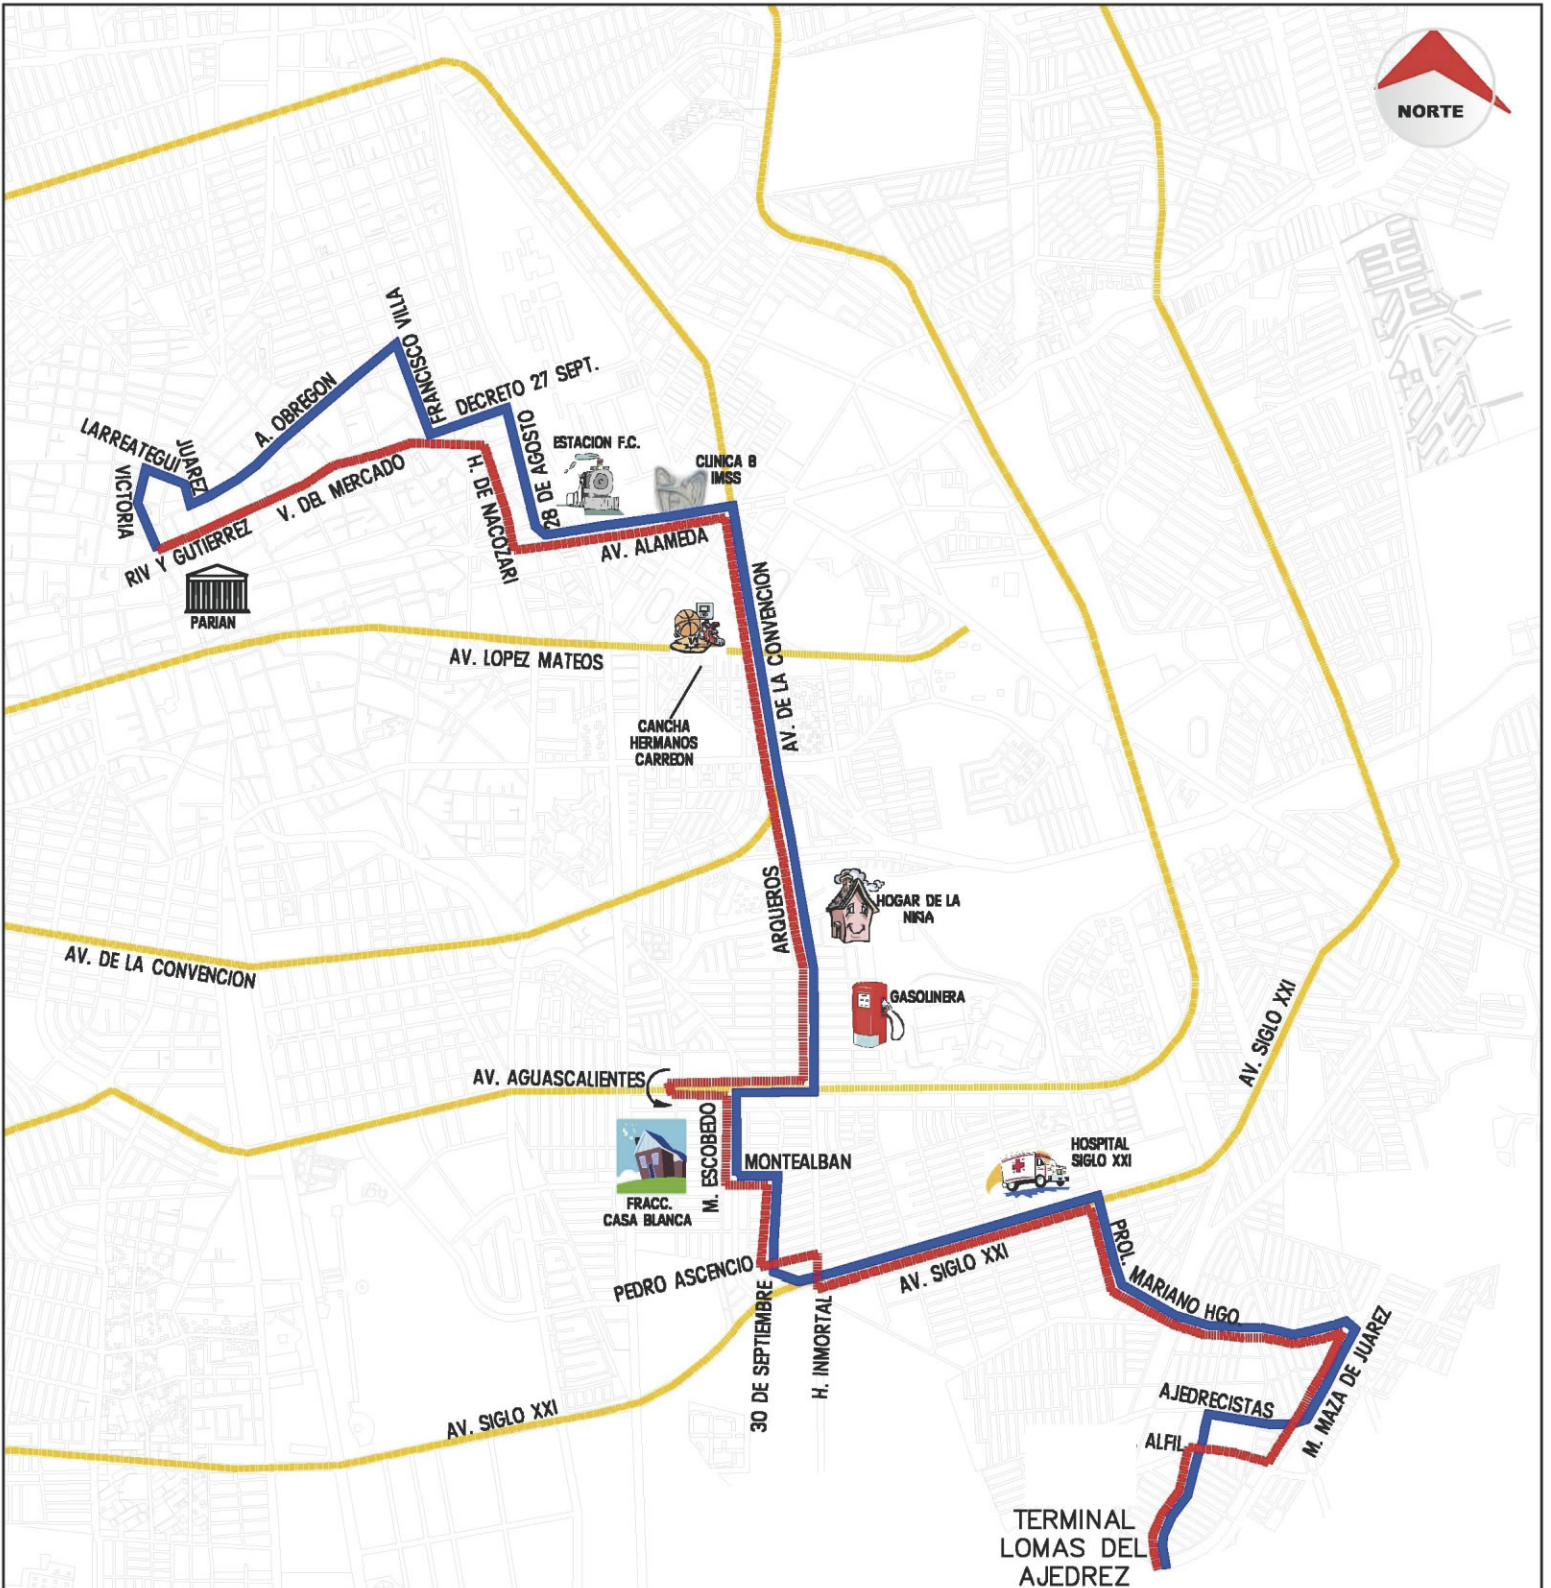 NORTE
FRANCISCO VILLA
DECRETO 27 SEPT.
A. OBREGON
LARREATEGUI
JUAREZ
VICTORIA
28 DE AGOSTO
ESTACION F.C.
CLINICA 8
IMSS
V. DEL MERCADO
H. DE NACOZARI
RIV Y GUTIERREZ
AV. ALAMEDA
PARIAN
AV. DE LA CONVENCION
AV. LOPEZ MATEOS
CANCHA
HERMANOS
CARREON
ARQUEROS
HOGAR DE LA
NIÑA
AV. DE LA CONVENCION
GASOLINERA
AV. SIGLO XXI
AV. AGUASCALIENTES
M. ESCOBEDO
MONTEALBAN
HOSPITAL
SIGLO XXI
FRACC.
CASA BLANCA
PEDRO ASCENCIO
AV. SIGLO XXI
PROL. MARIANO HGO.
30 DE SEPTIEMBRE
H. INMORTAL
M. MAZA DE JUAREZ
AJEDRECISTAS
ALFIL
AV. SIGLO XXI
TERMINAL
LOMAS DEL
AJEDREZ